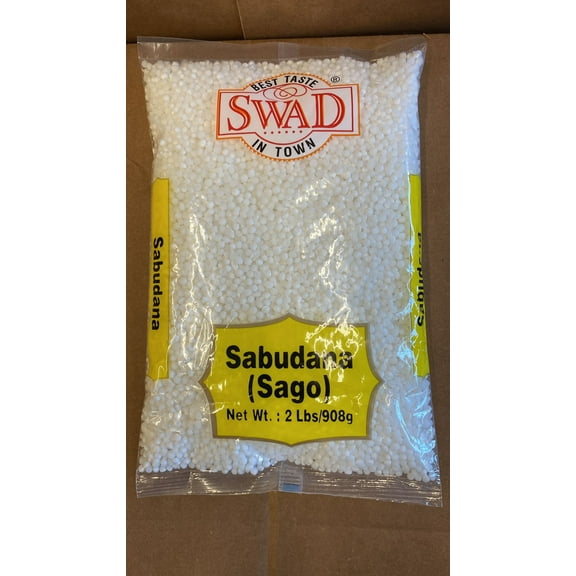 BEST TASTE
®
SWAD
IN TOWN
Sabudana
Sabudana
Sabudana
(Sago)
Net Wt. : 2 Lbs/908g